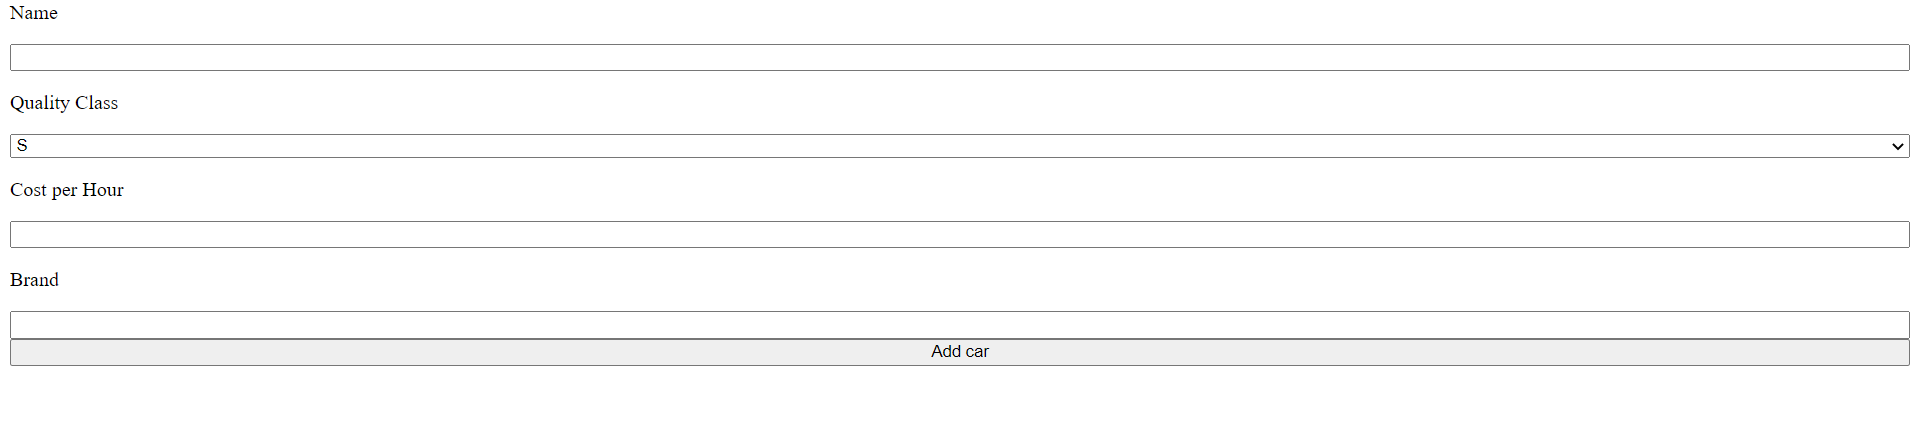 Name
Quality Class
S
Cost per Hour
Brand
Add car